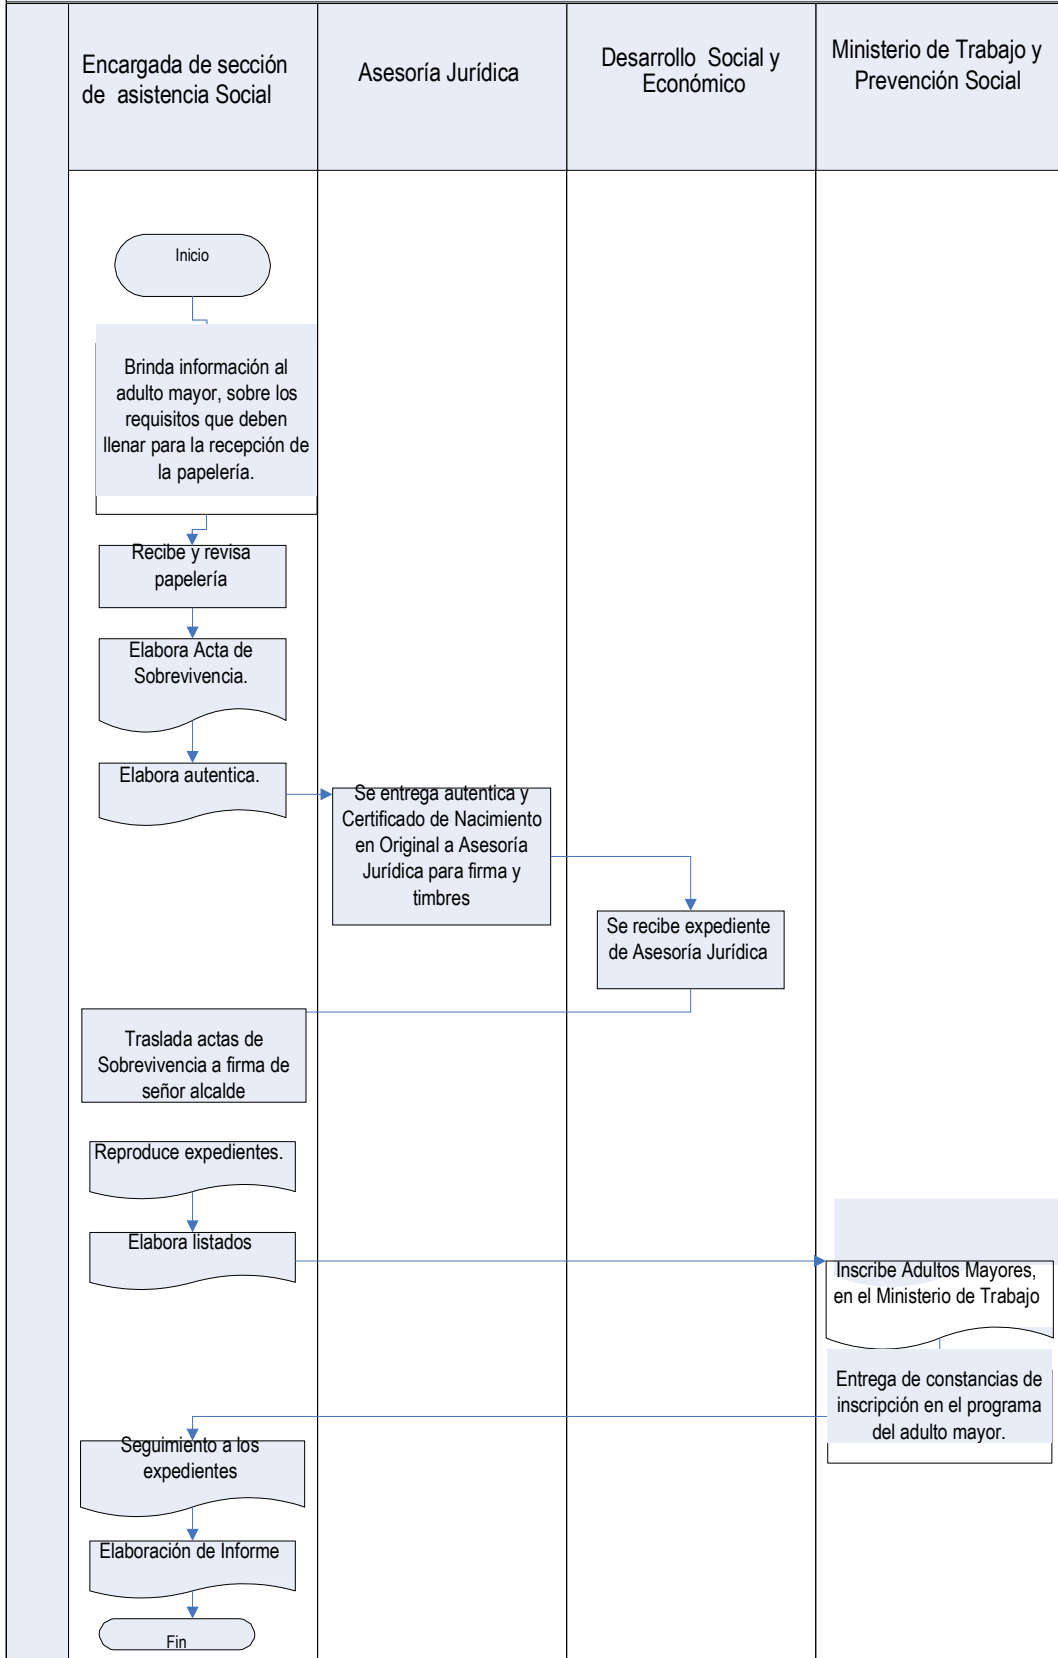 Encargada de sección
de asistencia Social
Asesoría Jurídica
Desarrollo Social y
Económico
Ministerio de Trabajo y
Prevención Social
Inicio
Brinda información al
adulto mayor, sobre los
requisitos que deben
llenar para la recepción de
la papelería.
Recibe y revisa
papelería
Elabora Acta de
Sobrevivencia.
Elabora autentica.
Se entrega autentica y
Certificado de Nacimiento
en Original a Asesoría
Jurídica para firma y
timbres
Se recibe expediente
de Asesoría Jurídica
Traslada actas de
Sobrevivencia a firma de
señor alcalde
Reproduce expedientes.
Elabora listados
Inscribe Adultos Mayores,
en el Ministerio de Trabajo
Entrega de constancias de
inscripción en el programa
del adulto mayor.
Seguimiento a los
expedientes
Elaboración de Informe
Fin